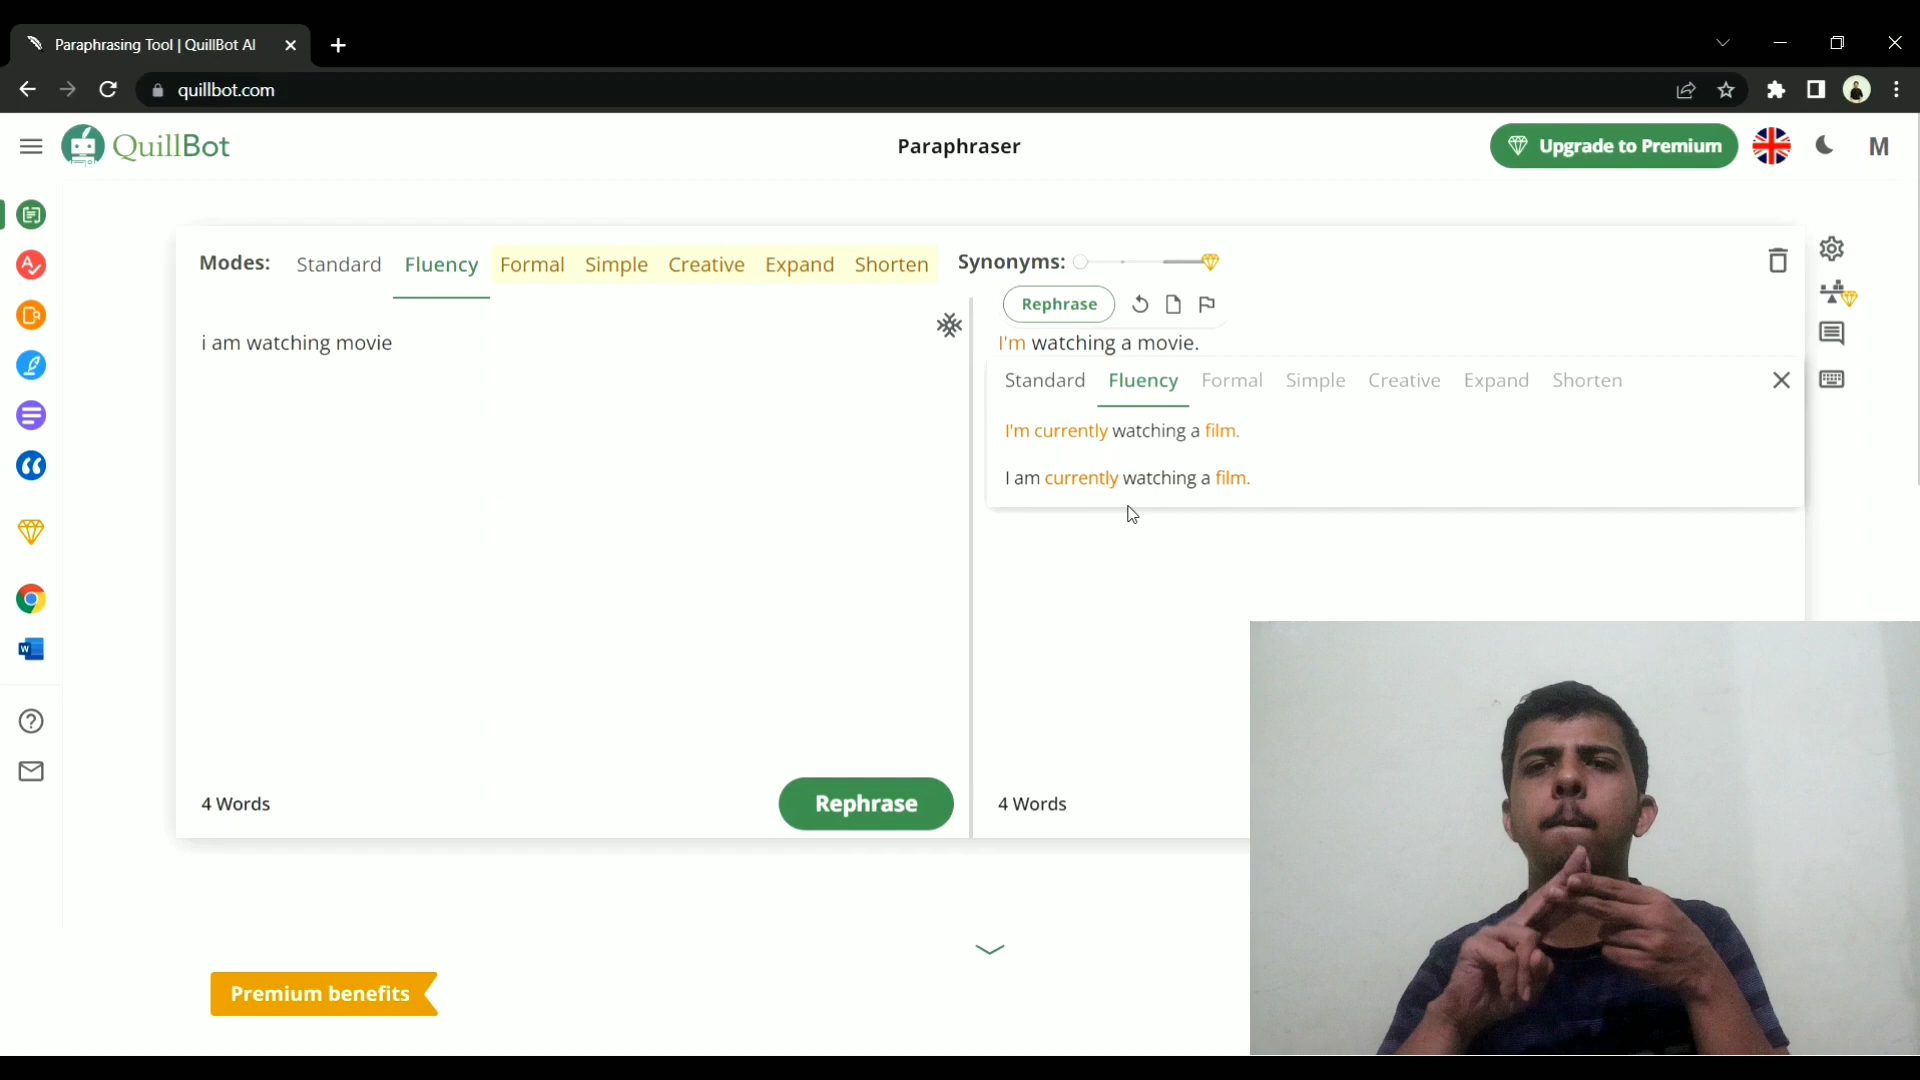 Paraphrasing Tool | QuillBot AI
quillbot.com
QuillBot
Paraphraser
Upgrade to Premium
M
Modes:
Standard
Fluency
Formal
Simple
Creative
Expand
Shorten
Synonyms:
i am watching movie
Rephrase
I'm watching a movie.
Standard
Fluency
Formal
Simple
Creative
Expand
Shorten
I'm currently watching a film.
I am currently watching a film.
4 Words
Rephrase
4 Words
Premium benefits